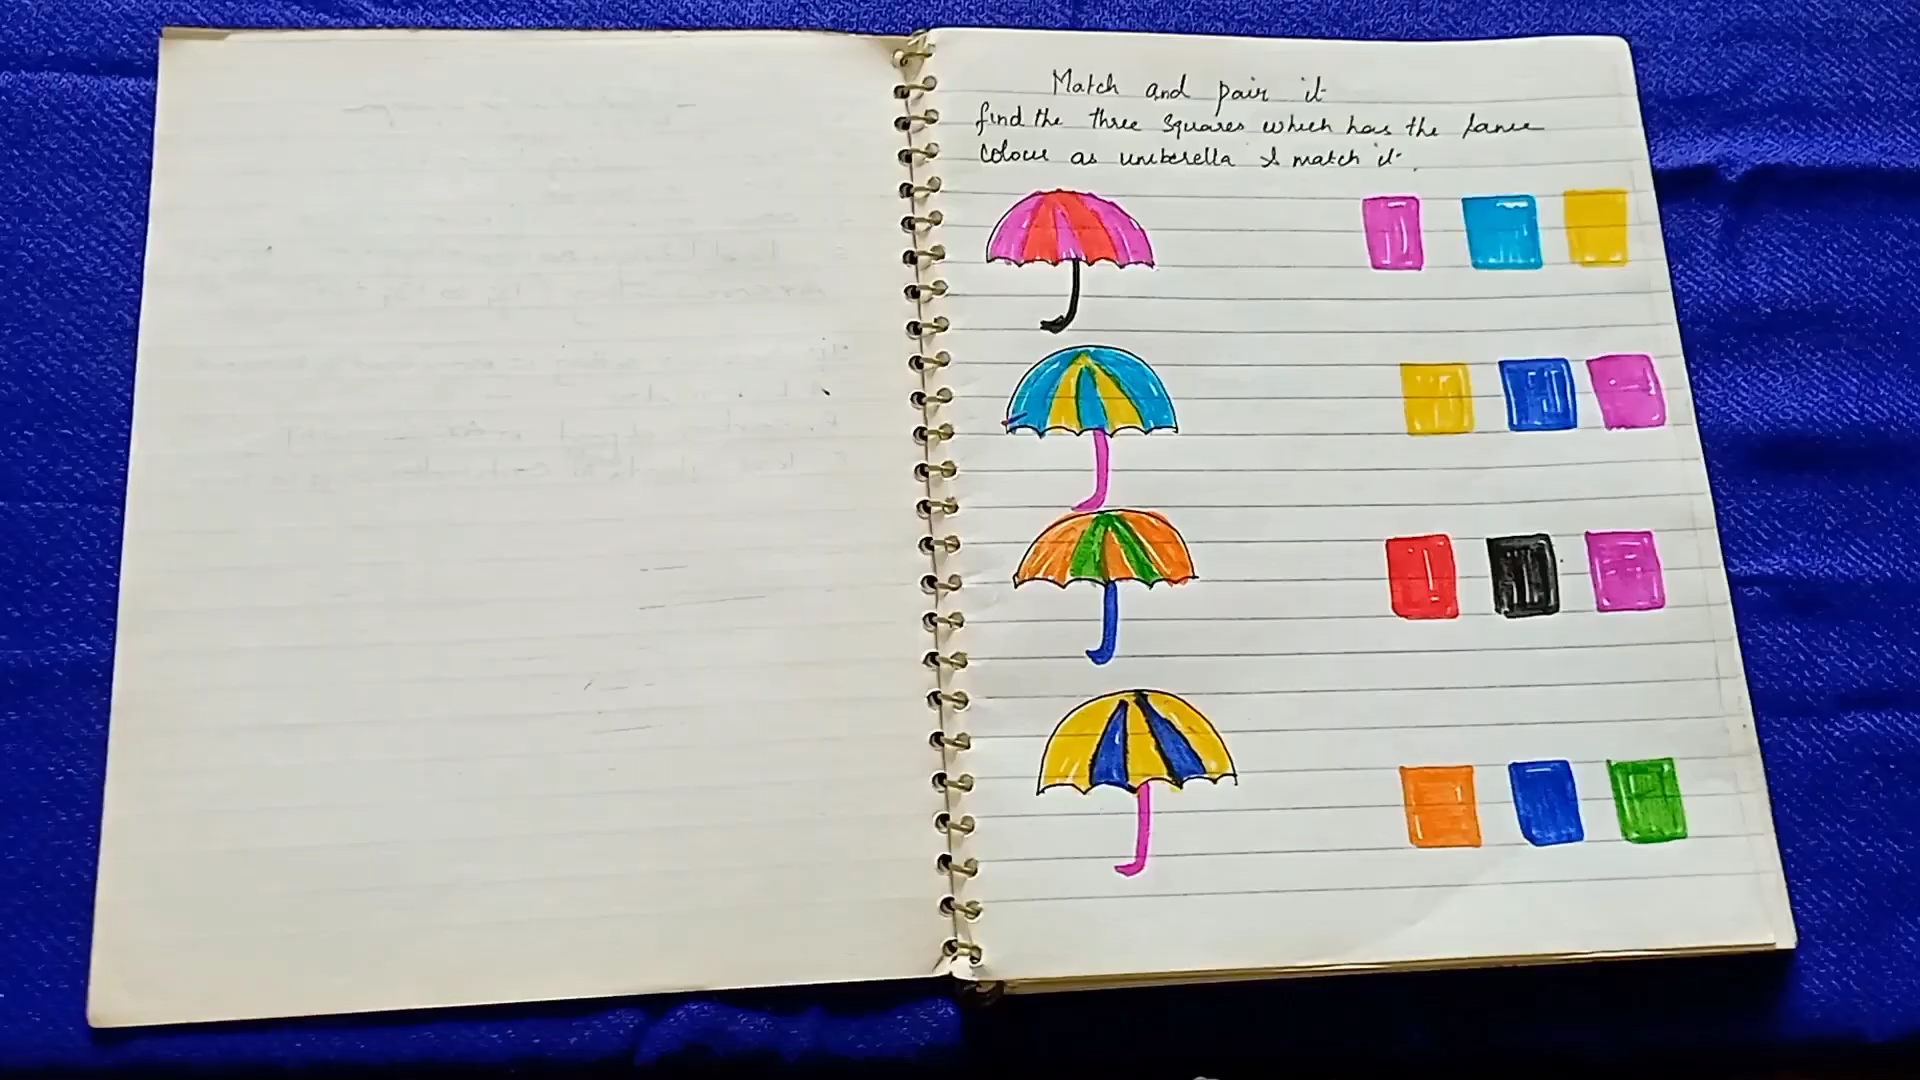 Match and pair it
find the three squares which has the same
colour as umberella & match it.